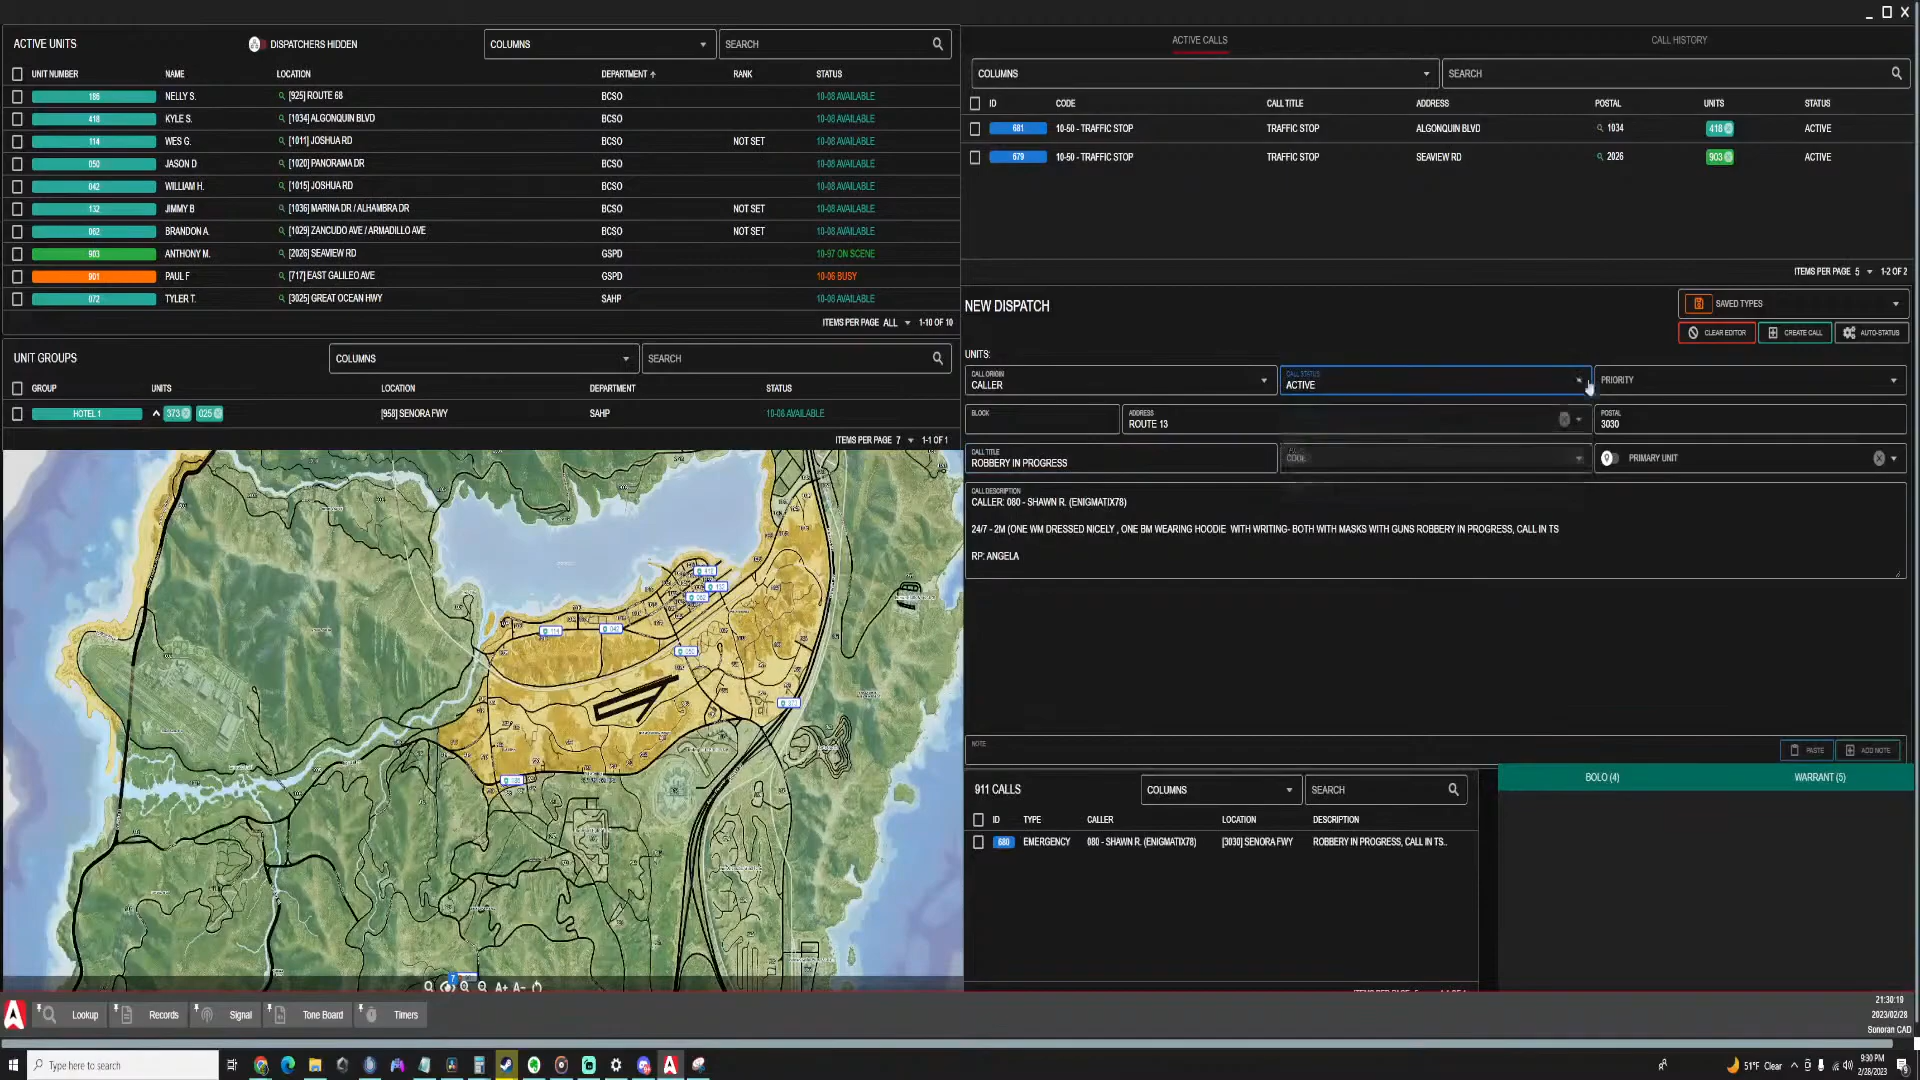 ACTIVE UNITS
DISPATCHERS HIDDEN
COLUMNS
SEARCH
UNIT NUMBER NAME LOCATION DEPARTMENT RANK STATUS
186 NELLY S. [925] ROUTE 68 BCSO 10-08 AVAILABLE
418 KYLE S. [1034] ALGONQUIN BLVD BCSO 10-08 AVAILABLE
114 WES G. [1011] JOSHUA RD BCSO NOT SET 10-08 AVAILABLE
050 JASON D [1020] PANORAMA DR BCSO 10-08 AVAILABLE
042 WILLIAM H. [1015] JOSHUA RD BCSO 10-08 AVAILABLE
132 JIMMY B [1036] MARINA DR / ALHAMBRA DR BCSO NOT SET 10-08 AVAILABLE
062 BRANDON A. [1029] ZANCUDO AVE / ARMADILLO AVE BCSO NOT SET 10-08 AVAILABLE
903 ANTHONY M. [2026] SEAVIEW RD GSPD 10-97 ON SCENE
901 PAUL F [717] EAST GALILEO AVE GSPD 10-06 BUSY
072 TYLER T. [3025] GREAT OCEAN HWY SAHP 10-08 AVAILABLE
ITEMS PER PAGE ALL 1-10 OF 10
UNIT GROUPS
COLUMNS
SEARCH
GROUP UNITS LOCATION DEPARTMENT STATUS
HOTEL 1 373 025 [958] SENORA FWY SAHP 10-08 AVAILABLE
ITEMS PER PAGE 7 1-1 OF 1
ACTIVE CALLS
CALL HISTORY
COLUMNS
SEARCH
ID CODE CALL TITLE ADDRESS POSTAL UNITS STATUS
681 10-50 - TRAFFIC STOP TRAFFIC STOP ALGONQUIN BLVD 1034 418 ACTIVE
679 10-50 - TRAFFIC STOP TRAFFIC STOP SEAVIEW RD 2026 903 ACTIVE
ITEMS PER PAGE 5 1-2 OF 2
NEW DISPATCH
SAVED TYPES
CLEAR EDITOR
CREATE CALL
AUTO-STATUS
UNITS:
CALL ORIGIN
CALLER
CALL STATUS
ACTIVE
PRIORITY
BLOCK
ADDRESS
ROUTE 13
POSTAL
3030
CALL TITLE
ROBBERY IN PROGRESS
CODE
PRIMARY UNIT
CALL DESCRIPTION
CALLER: 080 - SHAWN R. (ENIGMATIX78)
24/7 - 2M (ONE WM DRESSED NICELY , ONE BM WEARING HOODIE WITH WRITING- BOTH WITH MASKS WITH GUNS ROBBERY IN PROGRESS, CALL IN TS
RP: ANGELA
NOTE
PASTE
ADD NOTE
911 CALLS
COLUMNS
SEARCH
ID TYPE CALLER LOCATION DESCRIPTION
680 EMERGENCY 080 - SHAWN R. (ENIGMATIX78) [3030] SENORA FWY ROBBERY IN PROGRESS, CALL IN TS..
BOLO (4)
WARRANT (5)
7
A+ A-
Lookup
Records
Signal
Tone Board
Timers
21:30:19
2023/02/28
Sonoran CAD
Type here to search
51°F Clear
9:30 PM
2/28/2023